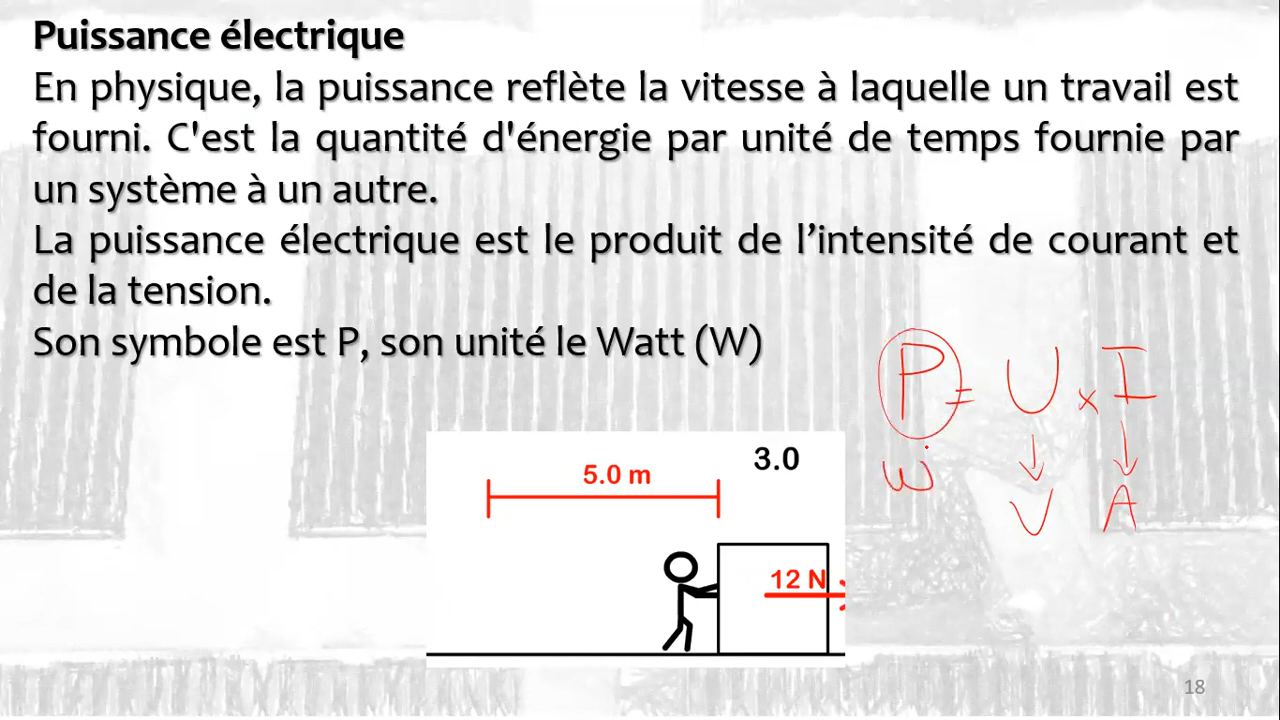 Puissance électrique
En physique, la puissance reflète la vitesse à laquelle un travail est
fourni. C'est la quantité d'énergie par unité de temps fournie par
un système à un autre.
La puissance électrique est le produit de l’intensité de courant et
de la tension.
Son symbole est P, son unité le Watt (W)
P = U x I
W V A
3.0
5.0 m
12 N
18